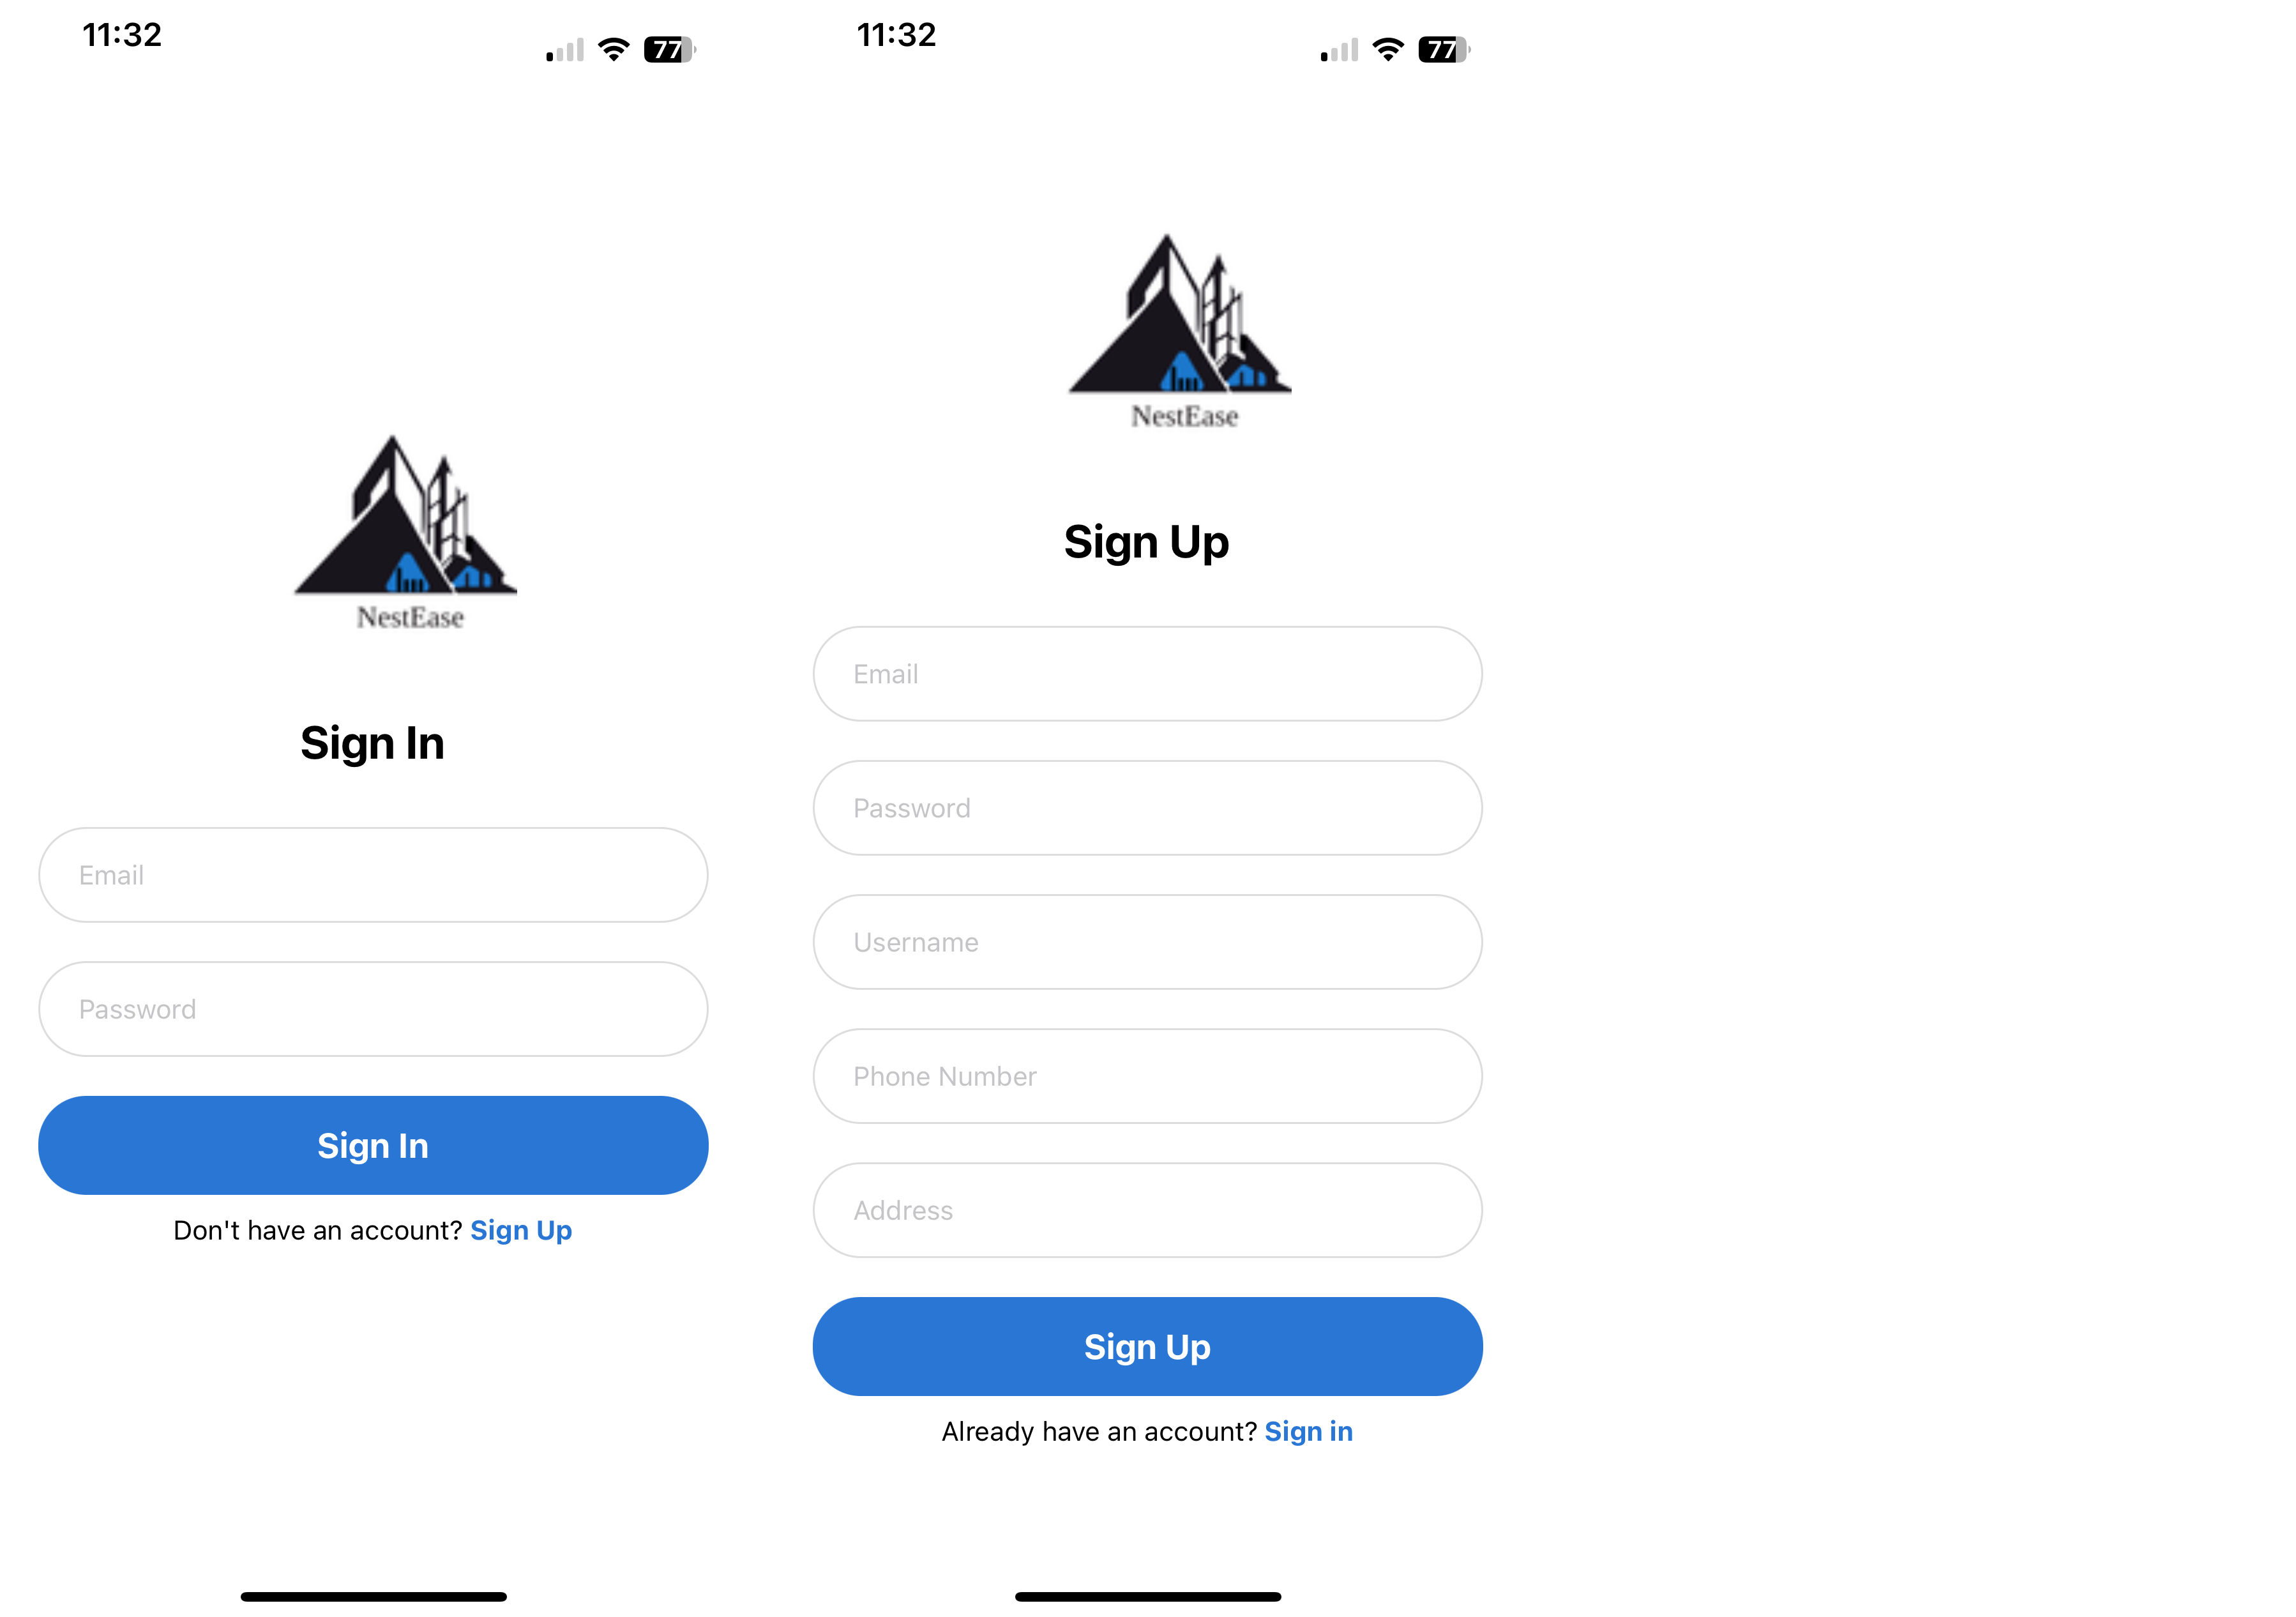 11:32
77
NestEase
Sign In
Email
Password
Sign In
Don't have an account? Sign Up
11:32
77
NestEase
Sign Up
Email
Password
Username
Phone Number
Address
Sign Up
Already have an account? Sign in